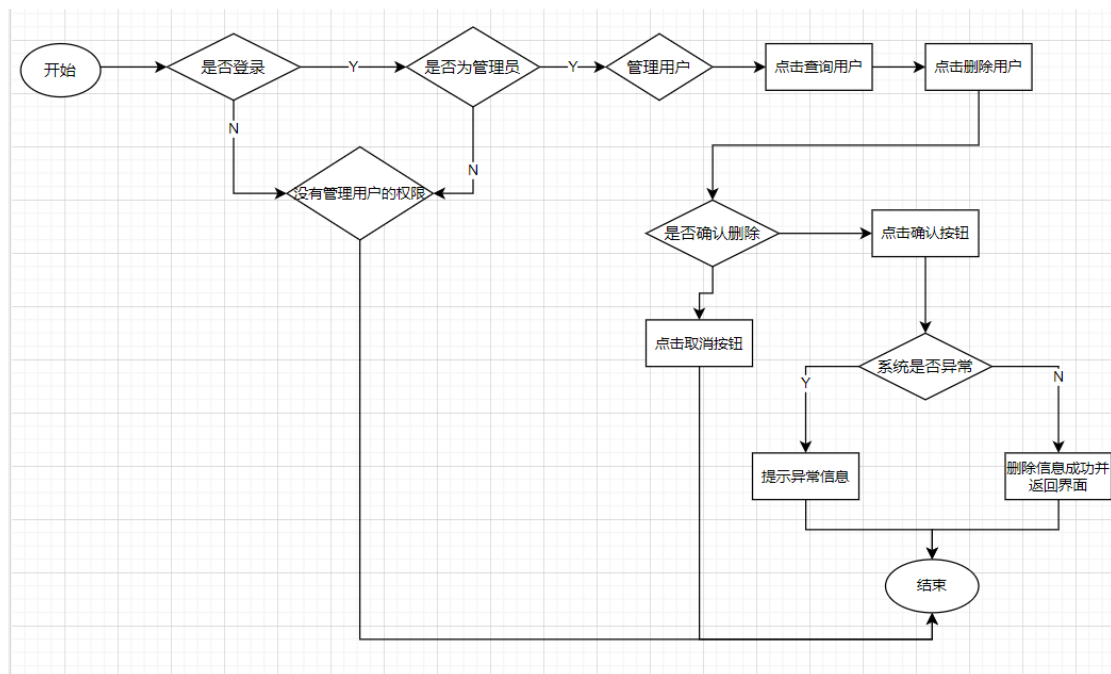 开始
是否登录
Y
是否为管理员
Y
管理用户
点击查询用户
点击删除用户
N
N
没有管理用户的权限
是否确认删除
点击确认按钮
点击取消按钮
系统是否异常
Y
N
提示异常信息
删除信息成功并
返回界面
结束